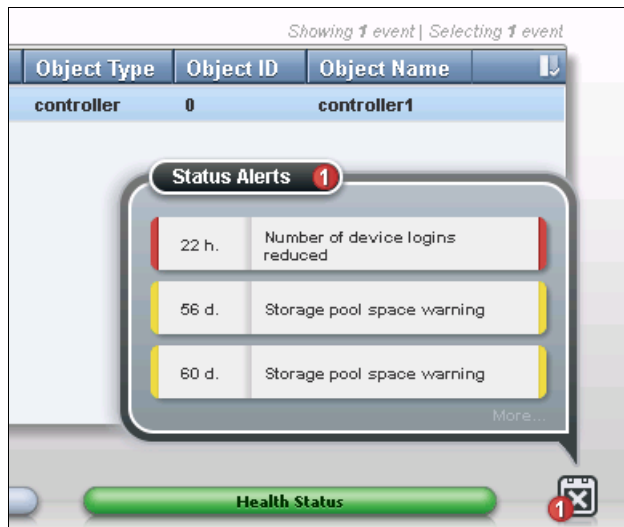 Showing 1 event | Selecting 1 event
Object Type Object ID Object Name
controller 0 controller1
Status Alerts 1
22 h. Number of device logins
reduced
56 d. Storage pool space warning
60 d. Storage pool space warning
More...
Health Status
1